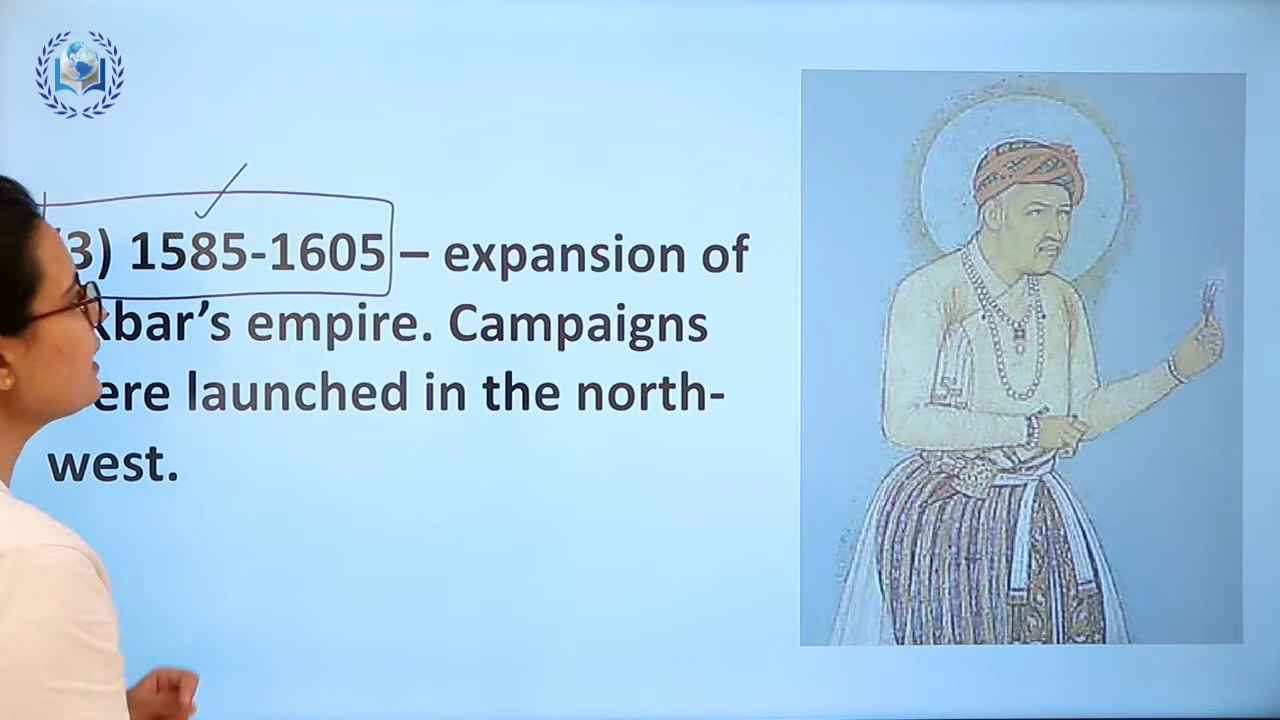 3) 1585-1605 – expansion of
kbar’s empire. Campaigns
ere launched in the north-
west.